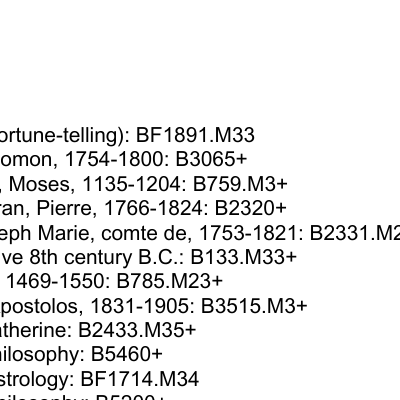 ortune-telling): BF1891.M33
omon, 1754-1800: B3065+
, Moses, 1135-1204: B759.M3+
ran, Pierre, 1766-1824: B2320+
eph Marie, comte de, 1753-1821: B2331.M2
ve 8th century B.C.: B133.M33+
1469-1550: B785.M23+
postolos, 1831-1905: B3515.M3+
atherine: B2433.M35+
ilosophy: B5460+
strology: BF1714.M34